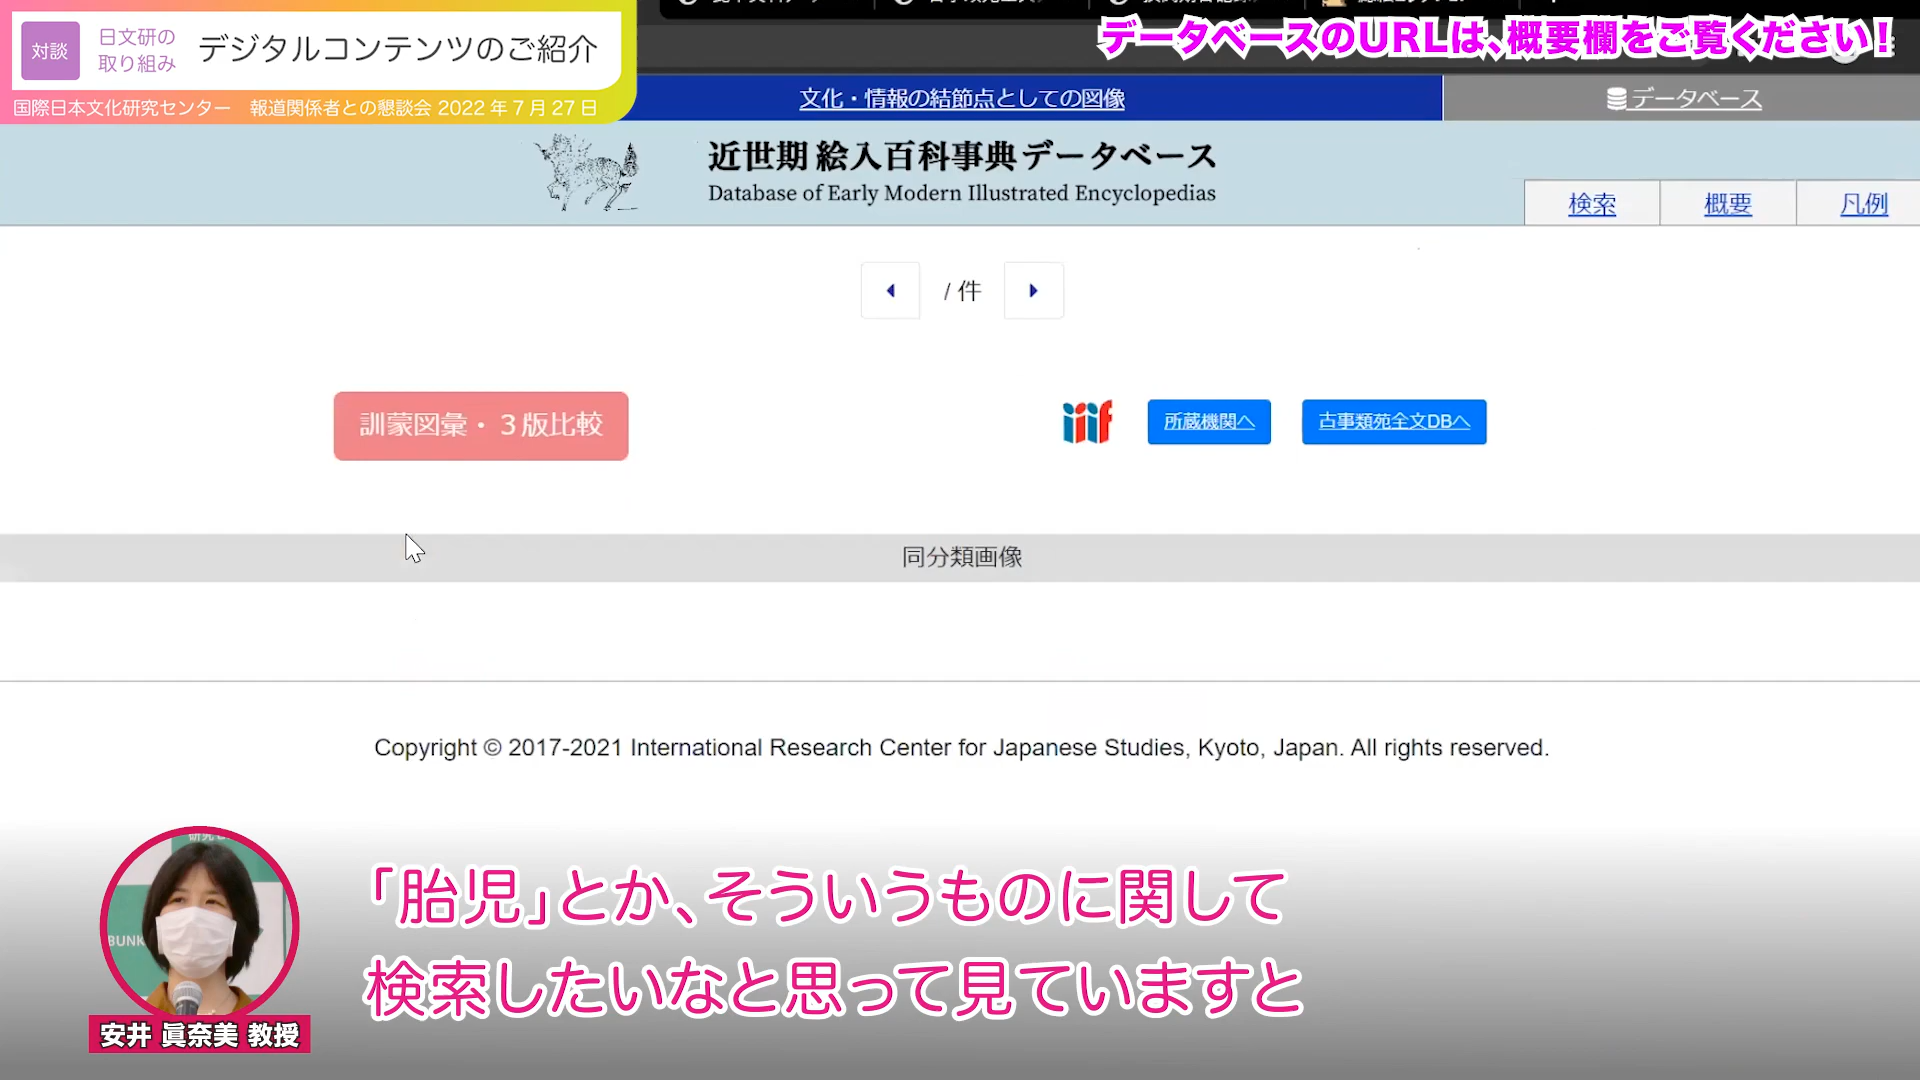 対談
日文研の
取り組み
デジタルコンテンツのご紹介
国際日本文化研究センター 報道関係者との懇談会 2022年7月27日
データベースのURLは、概要欄をご覧ください！
文化・情報の結節点としての図像
データベース
近世期 絵入百科事典データベース
Database of Early Modern Illustrated Encyclopedias
検索
概要
凡例
/ 件
訓蒙図彙・３版比較
iiif
所蔵機関へ
古事類苑全文DBへ
同分類画像
Copyright © 2017-2021 International Research Center for Japanese Studies, Kyoto, Japan. All rights reserved.
BUNK
「胎児」とか、そういうものに関して
検索したいなと思って見ていますと
安井 眞奈美 教授